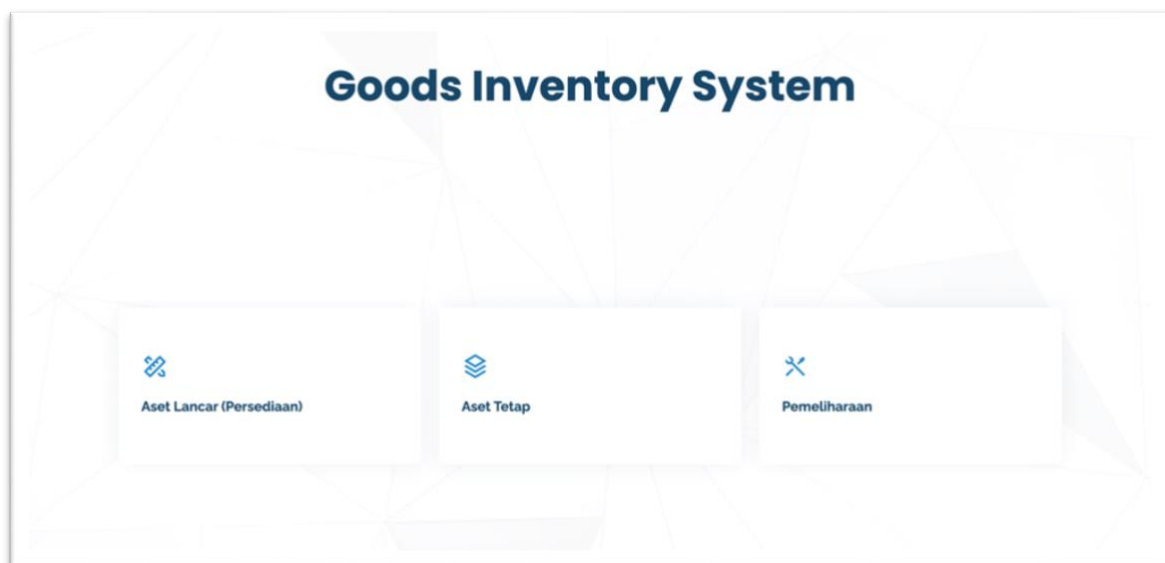 Goods Inventory System
Aset Lancar (Persediaan)
Aset Tetap
Pemeliharaan